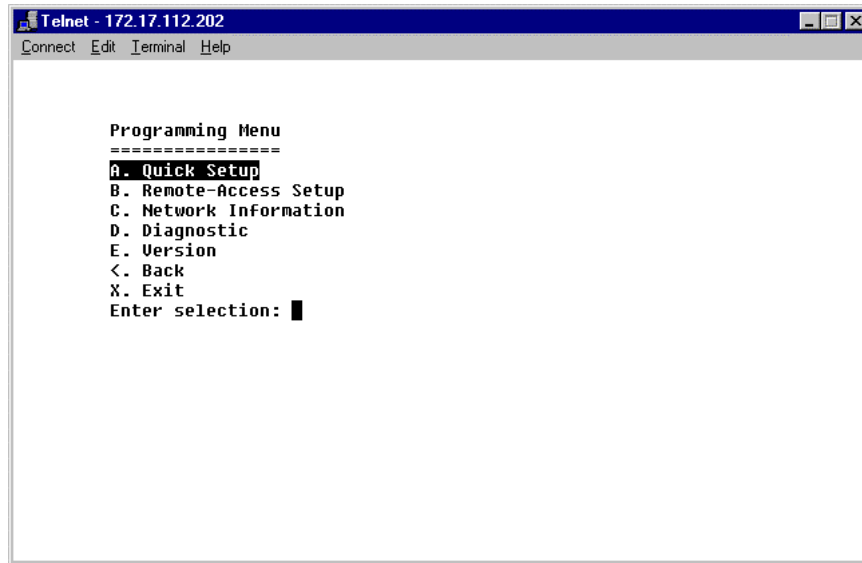 Telnet - 172.17.112.202
Connect Edit Terminal Help
Programming Menu
================
A. Quick Setup
B. Remote-Access Setup
C. Network Information
D. Diagnostic
E. Version
<. Back
X. Exit
Enter selection: